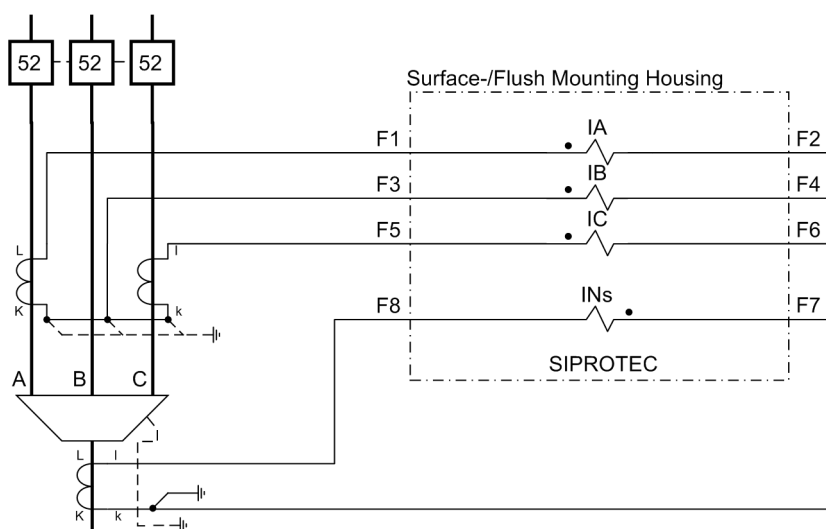 52 52 52
Surface-/Flush Mounting Housing
F1 IA F2
F3 IB F4
F5 IC F6
L l
K k
F8 INs F7
SIPROTEC
A B C
l
L l
K k